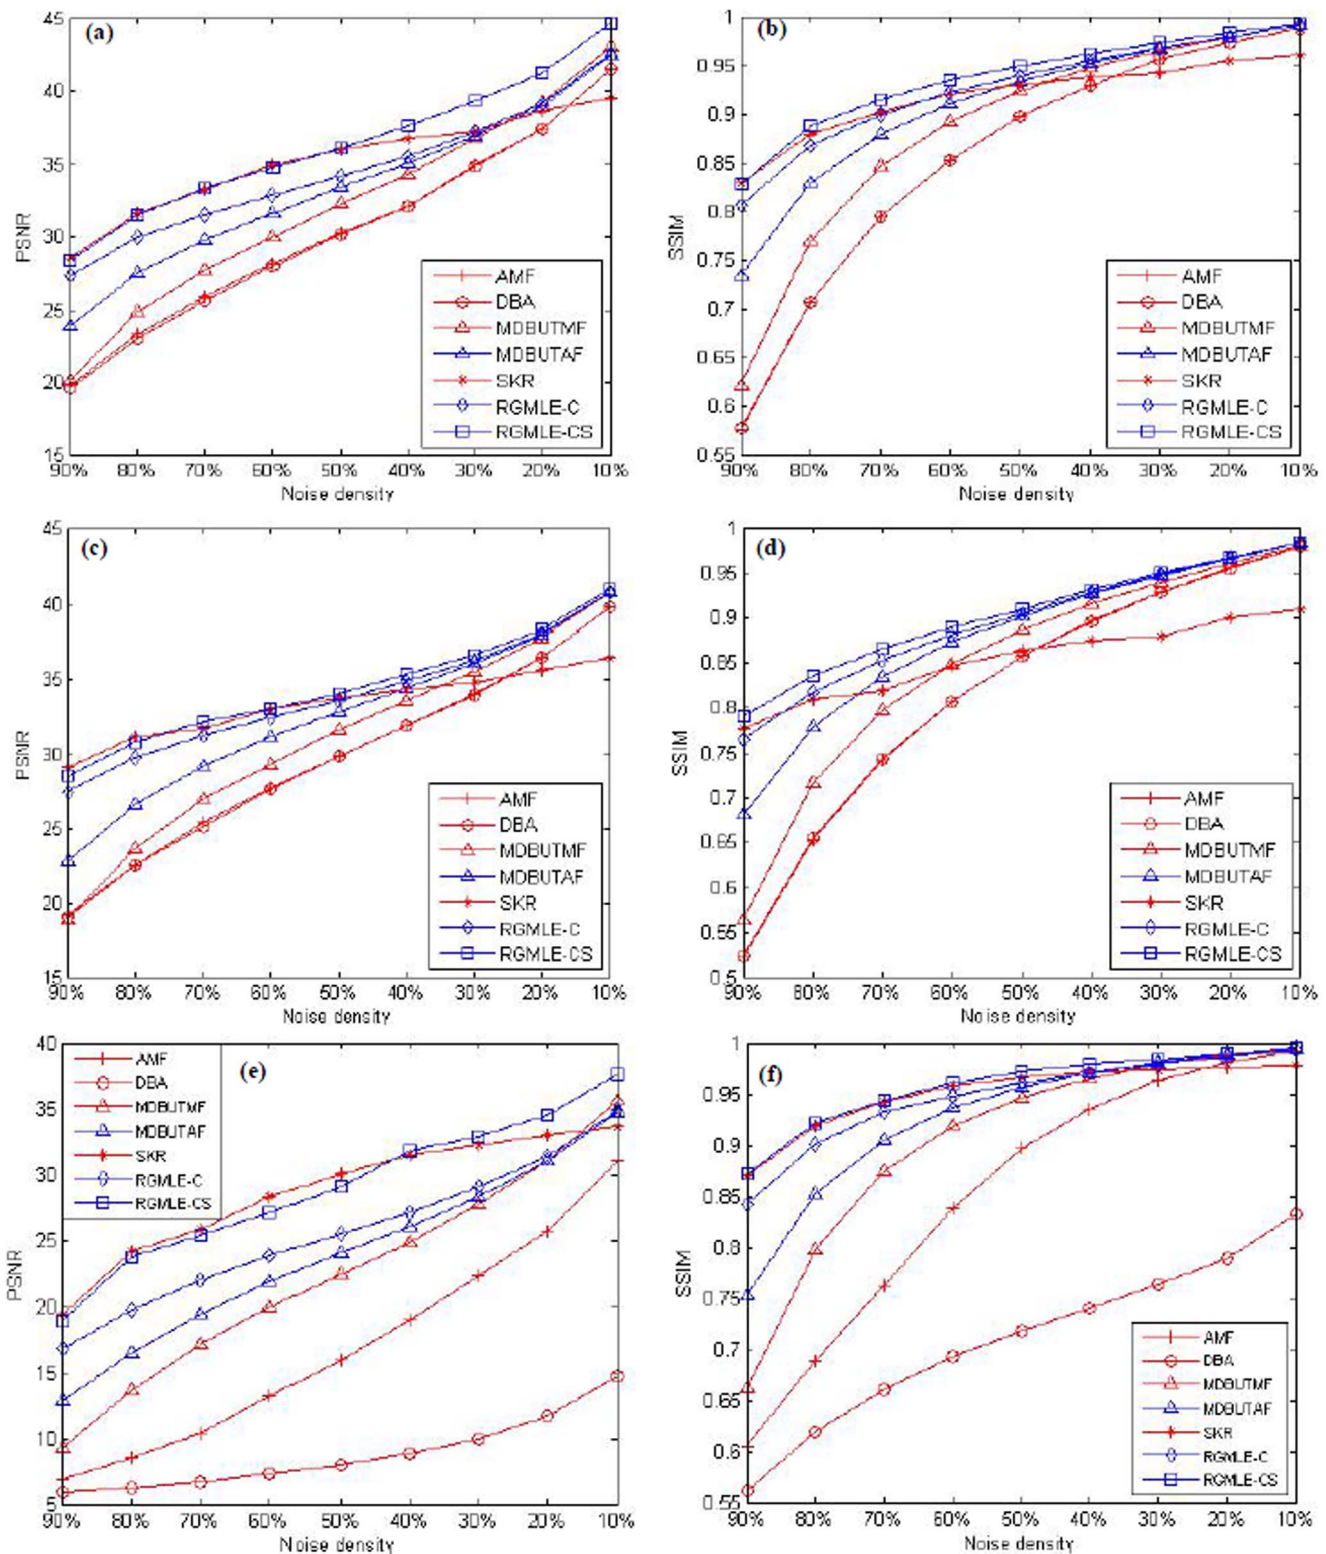 (a)
PSNR
45
40
35
30
25
20
15
90% 80% 70% 60% 50% 40% 30% 20% 10%
Noise density
AMF
DBA
MDBUTMF
MDBUTAF
SKR
RGMLE-C
RGMLE-CS
(b)
SSIM
1
0.95
0.9
0.85
0.8
0.75
0.7
0.65
0.6
0.55
90% 80% 70% 60% 50% 40% 30% 20% 10%
Noise density
AMF
DBA
MDBUTMF
MDBUTAF
SKR
RGMLE-C
RGMLE-CS
(c)
PSNR
45
40
35
30
25
20
15
90% 80% 70% 60% 50% 40% 30% 20% 10%
Noise density
AMF
DBA
MDBUTMF
MDBUTAF
SKR
RGMLE-C
RGMLE-CS
(d)
SSIM
1
0.95
0.9
0.85
0.8
0.75
0.7
0.65
0.6
0.55
0.5
90% 80% 70% 60% 50% 40% 30% 20% 10%
Noise density
AMF
DBA
MDBUTMF
MDBUTAF
SKR
RGMLE-C
RGMLE-CS
(e)
PSNR
40
35
30
25
20
15
10
5
90% 80% 70% 60% 50% 40% 30% 20% 10%
Noise density
AMF
DBA
MDBUTMF
MDBUTAF
SKR
RGMLE-C
RGMLE-CS
(f)
SSIM
1
0.95
0.9
0.85
0.8
0.75
0.7
0.65
0.6
0.55
90% 80% 70% 60% 50% 40% 30% 20% 10%
Noise density
AMF
DBA
MDBUTMF
MDBUTAF
SKR
RGMLE-C
RGMLE-CS